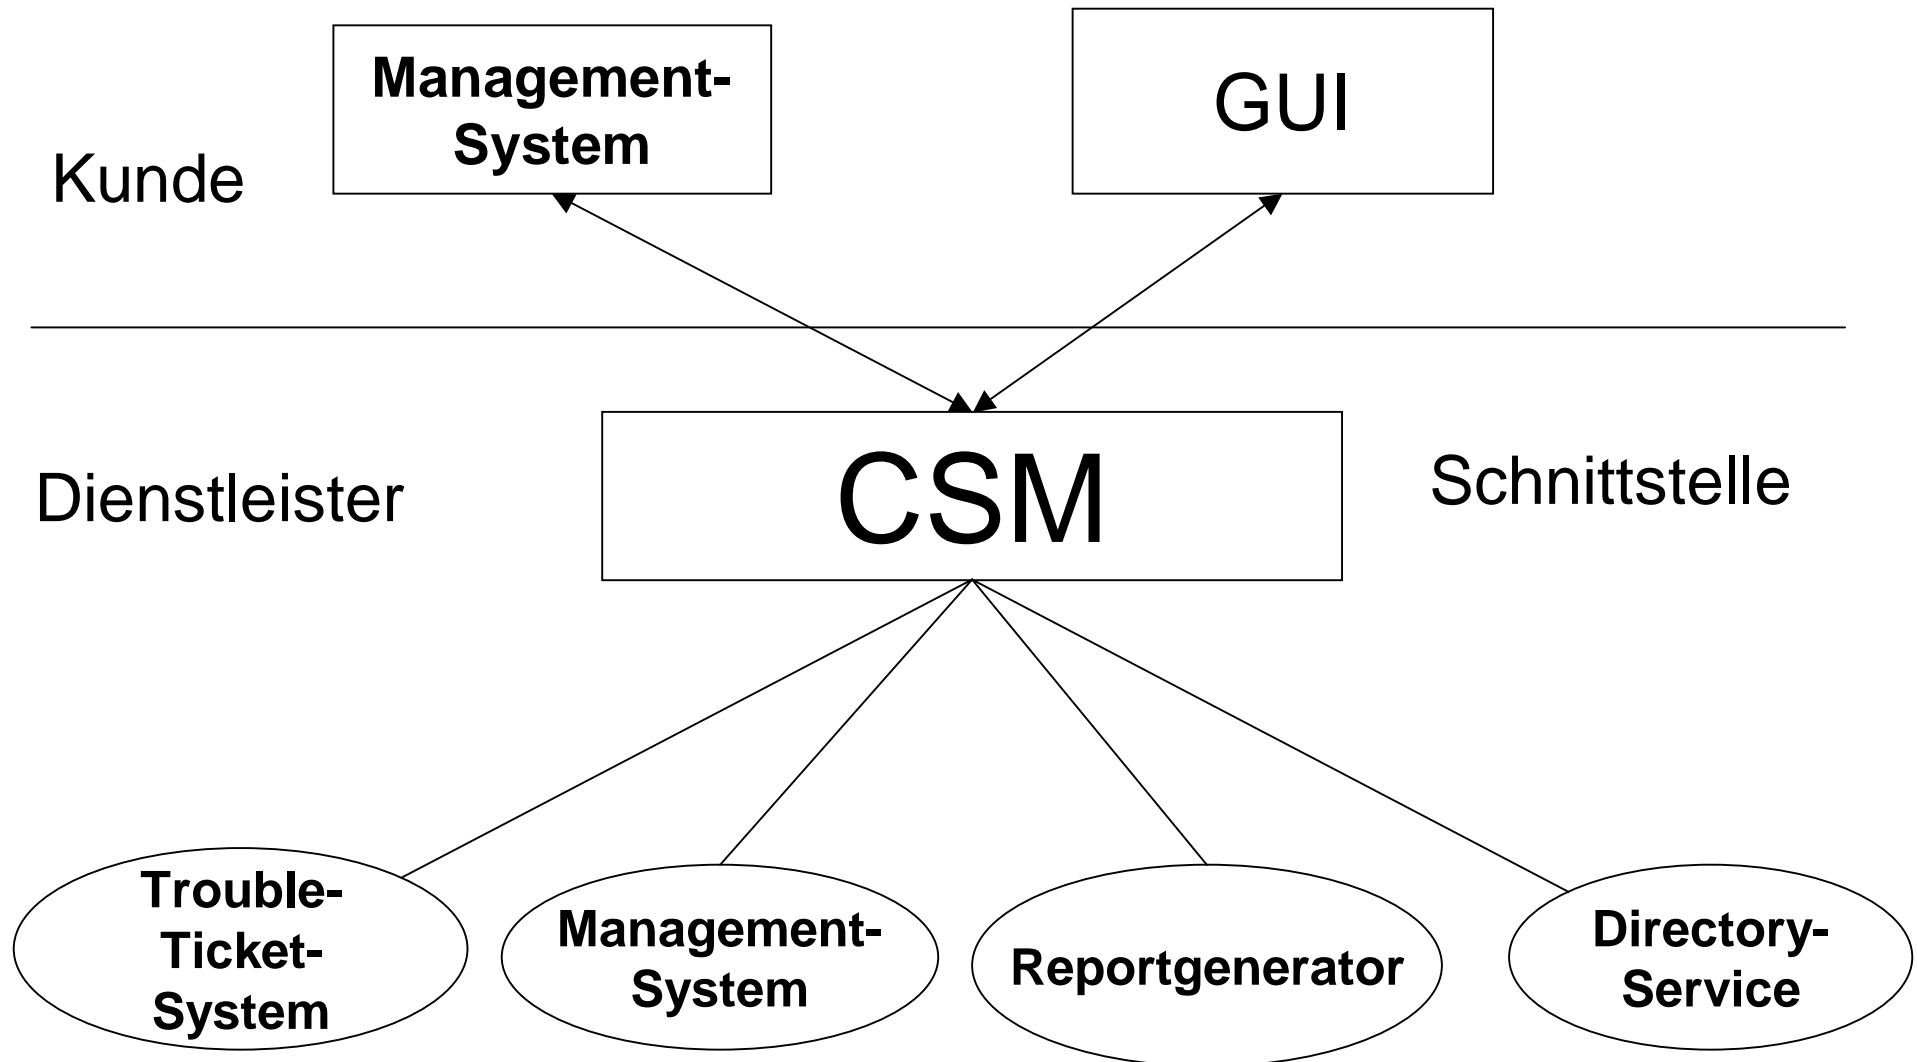 Management-
System
GUI
Kunde
CSM
Dienstleister
Schnittstelle
Trouble-
Ticket-
System
Management-
System
Reportgenerator
Directory-
Service